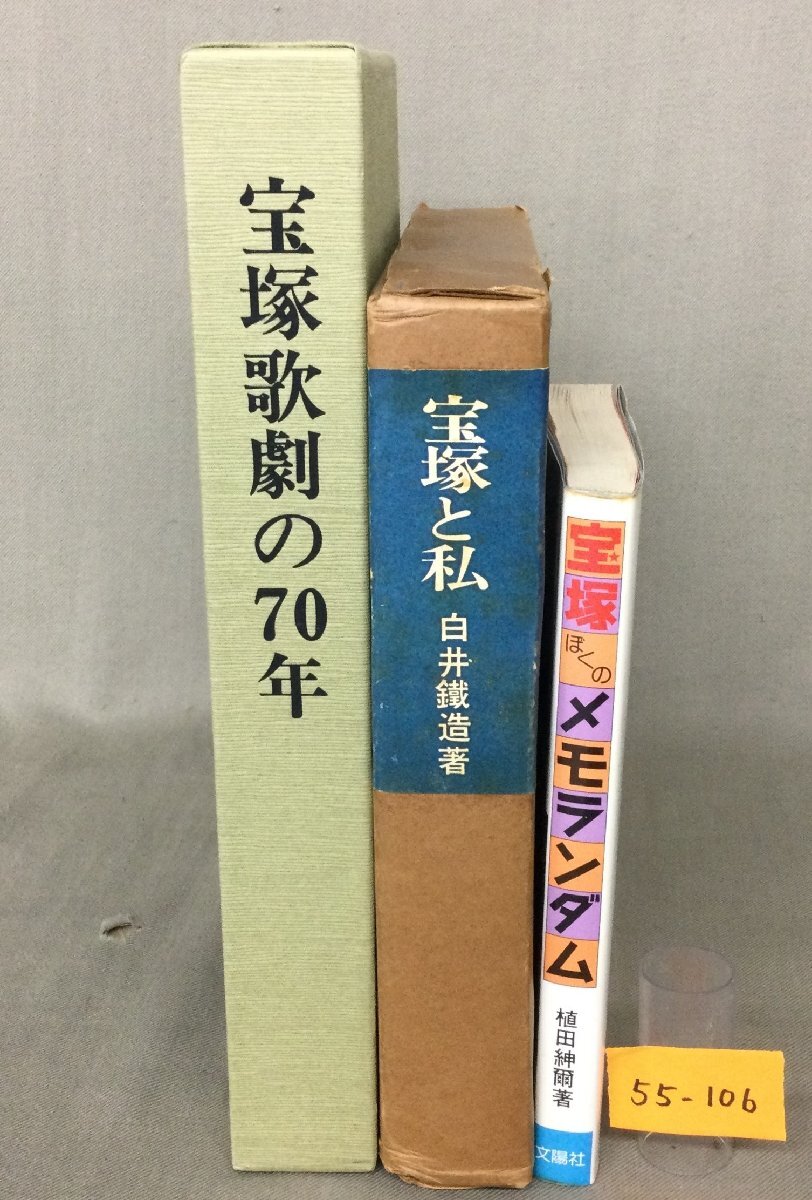 宝塚歌劇の70年
宝塚と私
白井鐵造著
宝塚
ぼくの
メモランダム
植田紳爾著
文陽社
55-106